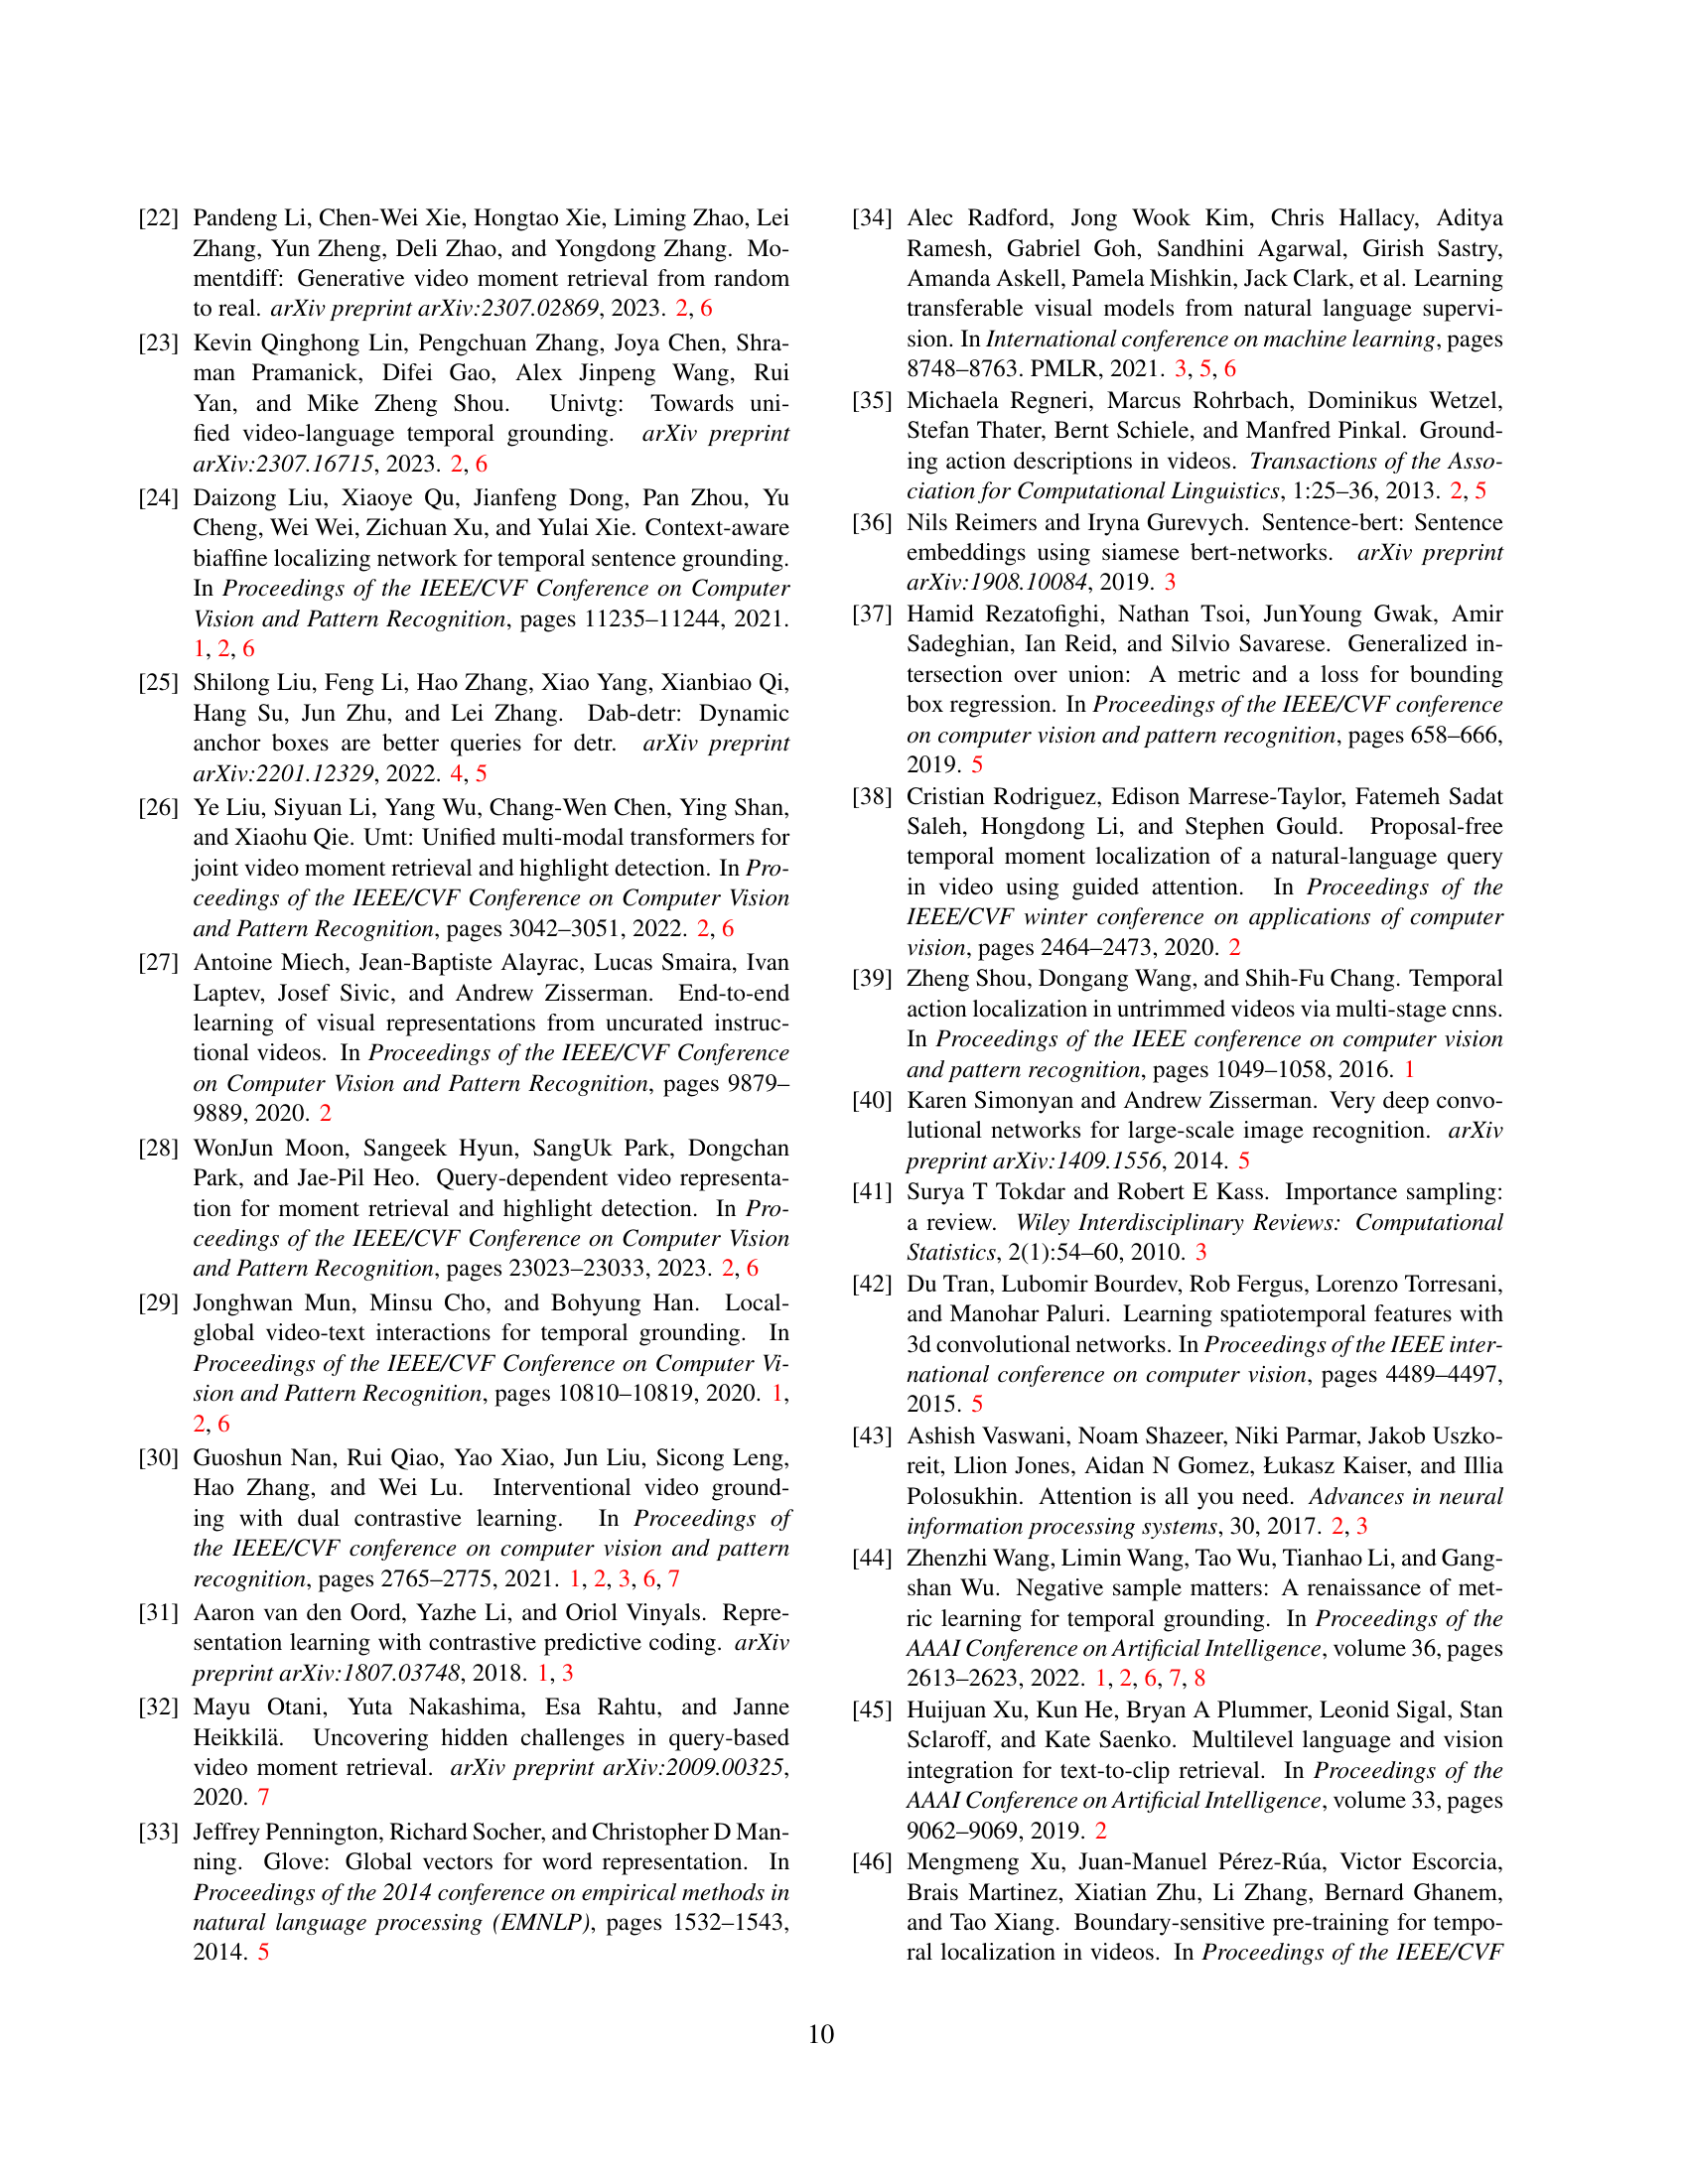 [22] Pandeng Li, Chen-Wei Xie, Hongtao Xie, Liming Zhao, Lei
Zhang, Yun Zheng, Deli Zhao, and Yongdong Zhang. Mo-
mentdiff: Generative video moment retrieval from random
to real. arXiv preprint arXiv:2307.02869, 2023. 2, 6
[23] Kevin Qinghong Lin, Pengchuan Zhang, Joya Chen, Shra-
man Pramanick, Difei Gao, Alex Jinpeng Wang, Rui
Yan, and Mike Zheng Shou. Univtg: Towards uni-
fied video-language temporal grounding. arXiv preprint
arXiv:2307.16715, 2023. 2, 6
[24] Daizong Liu, Xiaoye Qu, Jianfeng Dong, Pan Zhou, Yu
Cheng, Wei Wei, Zichuan Xu, and Yulai Xie. Context-aware
biaffine localizing network for temporal sentence grounding.
In Proceedings of the IEEE/CVF Conference on Computer
Vision and Pattern Recognition, pages 11235–11244, 2021.
1, 2, 6
[25] Shilong Liu, Feng Li, Hao Zhang, Xiao Yang, Xianbiao Qi,
Hang Su, Jun Zhu, and Lei Zhang. Dab-detr: Dynamic
anchor boxes are better queries for detr. arXiv preprint
arXiv:2201.12329, 2022. 4, 5
[26] Ye Liu, Siyuan Li, Yang Wu, Chang-Wen Chen, Ying Shan,
and Xiaohu Qie. Umt: Unified multi-modal transformers for
joint video moment retrieval and highlight detection. In Pro-
ceedings of the IEEE/CVF Conference on Computer Vision
and Pattern Recognition, pages 3042–3051, 2022. 2, 6
[27] Antoine Miech, Jean-Baptiste Alayrac, Lucas Smaira, Ivan
Laptev, Josef Sivic, and Andrew Zisserman. End-to-end
learning of visual representations from uncurated instruc-
tional videos. In Proceedings of the IEEE/CVF Conference
on Computer Vision and Pattern Recognition, pages 9879–
9889, 2020. 2
[28] WonJun Moon, Sangeek Hyun, SangUk Park, Dongchan
Park, and Jae-Pil Heo. Query-dependent video representa-
tion for moment retrieval and highlight detection. In Pro-
ceedings of the IEEE/CVF Conference on Computer Vision
and Pattern Recognition, pages 23023–23033, 2023. 2, 6
[29] Jonghwan Mun, Minsu Cho, and Bohyung Han. Local-
global video-text interactions for temporal grounding. In
Proceedings of the IEEE/CVF Conference on Computer Vi-
sion and Pattern Recognition, pages 10810–10819, 2020. 1,
2, 6
[30] Guoshun Nan, Rui Qiao, Yao Xiao, Jun Liu, Sicong Leng,
Hao Zhang, and Wei Lu. Interventional video ground-
ing with dual contrastive learning. In Proceedings of
the IEEE/CVF conference on computer vision and pattern
recognition, pages 2765–2775, 2021. 1, 2, 3, 6, 7
[31] Aaron van den Oord, Yazhe Li, and Oriol Vinyals. Repre-
sentation learning with contrastive predictive coding. arXiv
preprint arXiv:1807.03748, 2018. 1, 3
[32] Mayu Otani, Yuta Nakashima, Esa Rahtu, and Janne
Heikkilä. Uncovering hidden challenges in query-based
video moment retrieval. arXiv preprint arXiv:2009.00325,
2020. 7
[33] Jeffrey Pennington, Richard Socher, and Christopher D Man-
ning. Glove: Global vectors for word representation. In
Proceedings of the 2014 conference on empirical methods in
natural language processing (EMNLP), pages 1532–1543,
2014. 5
[34] Alec Radford, Jong Wook Kim, Chris Hallacy, Aditya
Ramesh, Gabriel Goh, Sandhini Agarwal, Girish Sastry,
Amanda Askell, Pamela Mishkin, Jack Clark, et al. Learning
transferable visual models from natural language supervi-
sion. In International conference on machine learning, pages
8748–8763. PMLR, 2021. 3, 5, 6
[35] Michaela Regneri, Marcus Rohrbach, Dominikus Wetzel,
Stefan Thater, Bernt Schiele, and Manfred Pinkal. Ground-
ing action descriptions in videos. Transactions of the Asso-
ciation for Computational Linguistics, 1:25–36, 2013. 2, 5
[36] Nils Reimers and Iryna Gurevych. Sentence-bert: Sentence
embeddings using siamese bert-networks. arXiv preprint
arXiv:1908.10084, 2019. 3
[37] Hamid Rezatofighi, Nathan Tsoi, JunYoung Gwak, Amir
Sadeghian, Ian Reid, and Silvio Savarese. Generalized in-
tersection over union: A metric and a loss for bounding
box regression. In Proceedings of the IEEE/CVF conference
on computer vision and pattern recognition, pages 658–666,
2019. 5
[38] Cristian Rodriguez, Edison Marrese-Taylor, Fatemeh Sadat
Saleh, Hongdong Li, and Stephen Gould. Proposal-free
temporal moment localization of a natural-language query
in video using guided attention. In Proceedings of the
IEEE/CVF winter conference on applications of computer
vision, pages 2464–2473, 2020. 2
[39] Zheng Shou, Dongang Wang, and Shih-Fu Chang. Temporal
action localization in untrimmed videos via multi-stage cnns.
In Proceedings of the IEEE conference on computer vision
and pattern recognition, pages 1049–1058, 2016. 1
[40] Karen Simonyan and Andrew Zisserman. Very deep convo-
lutional networks for large-scale image recognition. arXiv
preprint arXiv:1409.1556, 2014. 5
[41] Surya T Tokdar and Robert E Kass. Importance sampling:
a review. Wiley Interdisciplinary Reviews: Computational
Statistics, 2(1):54–60, 2010. 3
[42] Du Tran, Lubomir Bourdev, Rob Fergus, Lorenzo Torresani,
and Manohar Paluri. Learning spatiotemporal features with
3d convolutional networks. In Proceedings of the IEEE inter-
national conference on computer vision, pages 4489–4497,
2015. 5
[43] Ashish Vaswani, Noam Shazeer, Niki Parmar, Jakob Uszko-
reit, Llion Jones, Aidan N Gomez, Łukasz Kaiser, and Illia
Polosukhin. Attention is all you need. Advances in neural
information processing systems, 30, 2017. 2, 3
[44] Zhenzhi Wang, Limin Wang, Tao Wu, Tianhao Li, and Gang-
shan Wu. Negative sample matters: A renaissance of met-
ric learning for temporal grounding. In Proceedings of the
AAAI Conference on Artificial Intelligence, volume 36, pages
2613–2623, 2022. 1, 2, 6, 7, 8
[45] Huijuan Xu, Kun He, Bryan A Plummer, Leonid Sigal, Stan
Sclaroff, and Kate Saenko. Multilevel language and vision
integration for text-to-clip retrieval. In Proceedings of the
AAAI Conference on Artificial Intelligence, volume 33, pages
9062–9069, 2019. 2
[46] Mengmeng Xu, Juan-Manuel Pérez-Rúa, Victor Escorcia,
Brais Martinez, Xiatian Zhu, Li Zhang, Bernard Ghanem,
and Tao Xiang. Boundary-sensitive pre-training for tempo-
ral localization in videos. In Proceedings of the IEEE/CVF
10